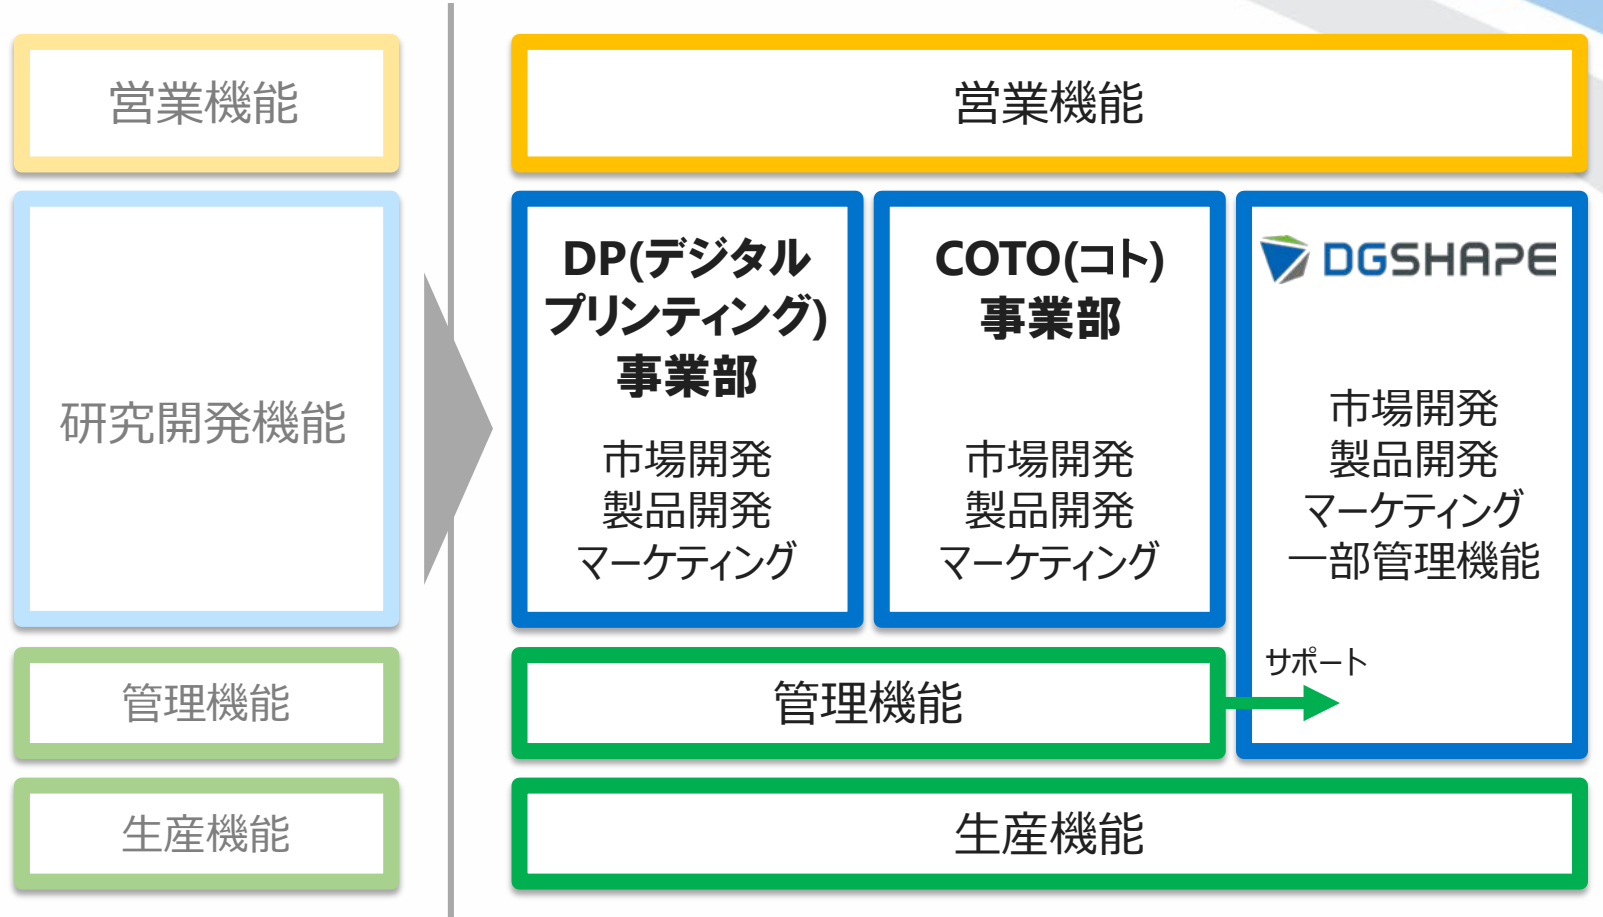 営業機能
研究開発機能
管理機能
生産機能
営業機能
DP(デジタル
プリンティング)
事業部
市場開発
製品開発
マーケティング
COTO(コト)
事業部
市場開発
製品開発
マーケティング
DGSHAPE
市場開発
製品開発
マーケティング
一部管理機能
サポート
管理機能
生産機能